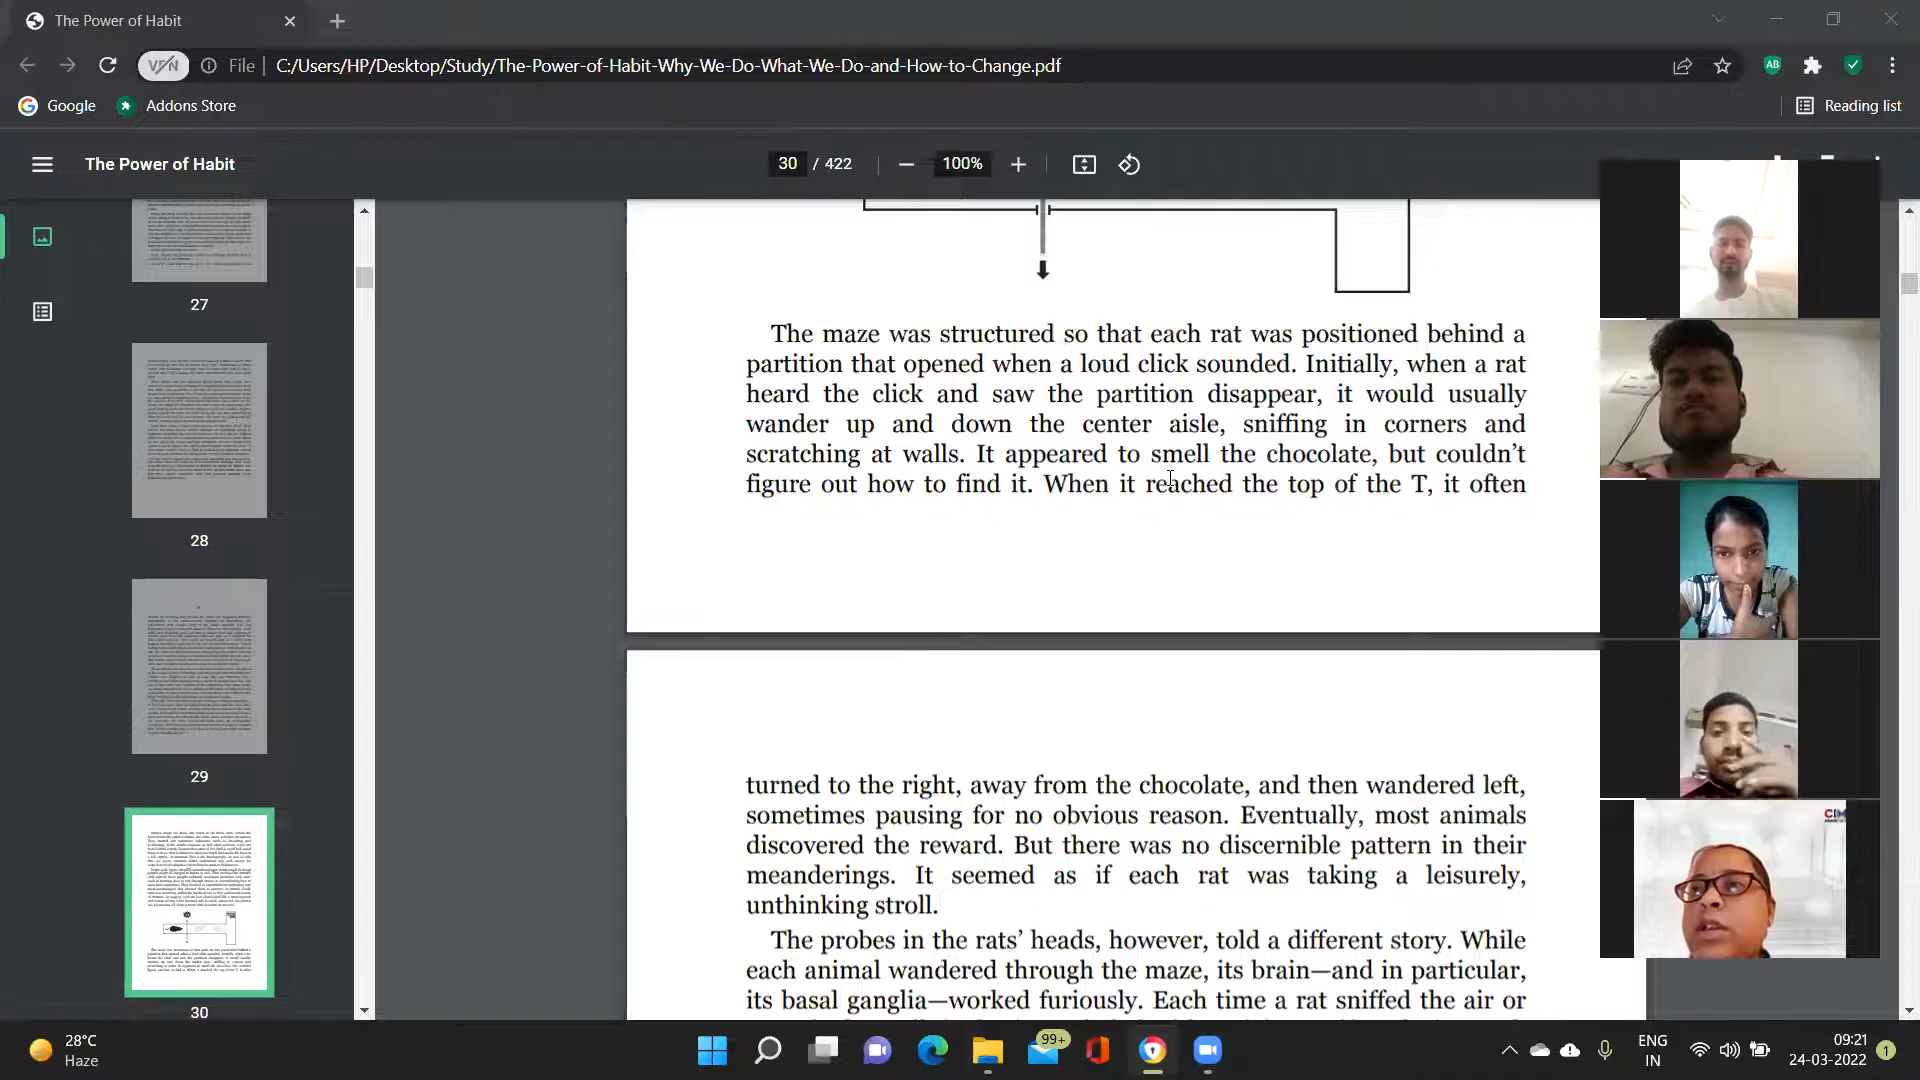 The Power of Habit
VPN
File
C:/Users/HP/Desktop/Study/The-Power-of-Habit-Why-We-Do-What-We-Do-and-How-to-Change.pdf
AB
Google
Addons Store
Reading list
The Power of Habit
30 / 422
100%
27
28
29
30
The maze was structured so that each rat was positioned behind a
partition that opened when a loud click sounded. Initially, when a rat
heard the click and saw the partition disappear, it would usually
wander up and down the center aisle, sniffing in corners and
scratching at walls. It appeared to smell the chocolate, but couldn’t
figure out how to find it. When it reached the top of the T, it often
turned to the right, away from the chocolate, and then wandered left,
sometimes pausing for no obvious reason. Eventually, most animals
discovered the reward. But there was no discernible pattern in their
meanderings. It seemed as if each rat was taking a leisurely,
unthinking stroll.
The probes in the rats’ heads, however, told a different story. While
each animal wandered through the maze, its brain—and in particular,
its basal ganglia—worked furiously. Each time a rat sniffed the air or
28°C
Haze
99+
ENG
IN
09:21
24-03-2022
1